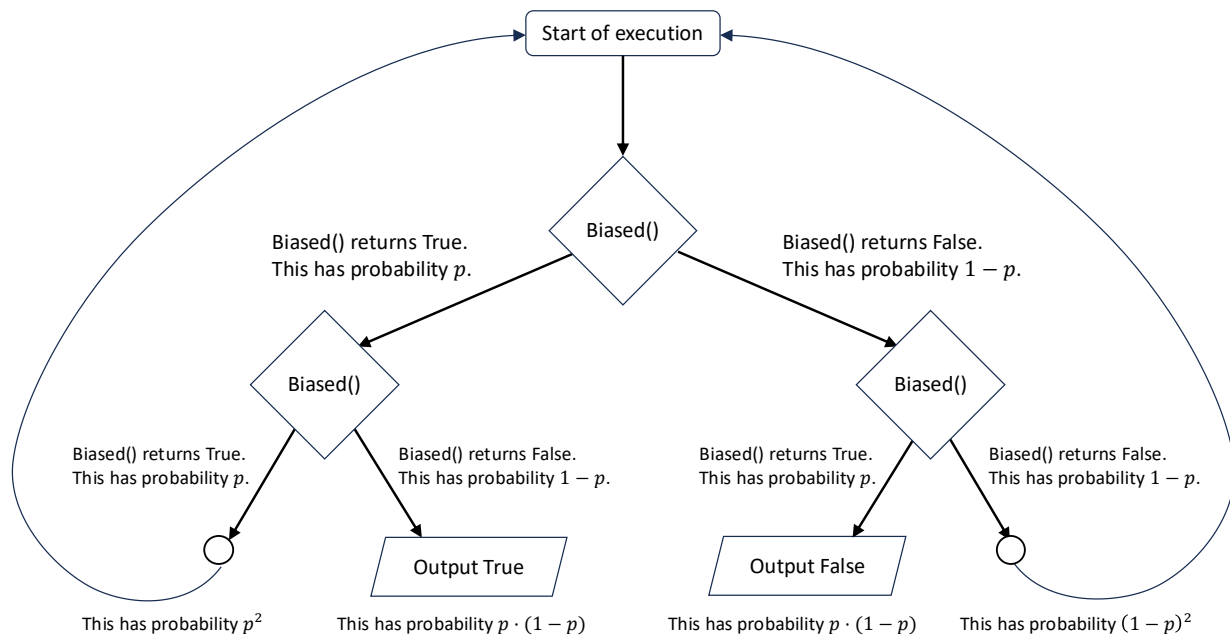 Start of execution
Biased()
Biased() returns True.
This has probability p.
Biased() returns False.
This has probability 1 − p.
Biased()
Biased()
Biased() returns True.
This has probability p.
Biased() returns False.
This has probability 1 − p.
Biased() returns True.
This has probability p.
Biased() returns False.
This has probability 1 − p.
Output True
Output False
This has probability p²
This has probability p · (1 − p)
This has probability p · (1 − p)
This has probability (1 − p)²